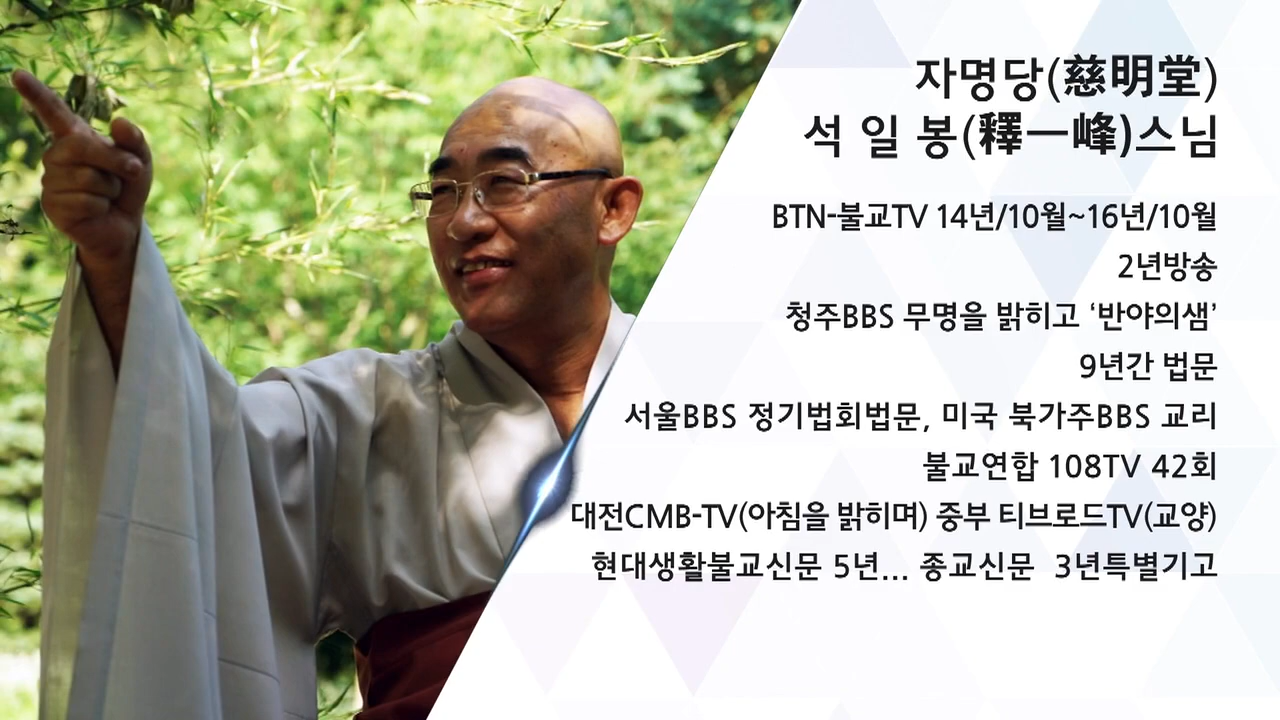 자명당(慈明堂)
석 일 봉(釋一峰)스님
BTN-불교TV 14년/10월~16년/10월
2년방송
청주BBS 무명을 밝히고 ‘반야의샘’
9년간 법문
서울BBS 정기법회법문, 미국 북가주BBS 교리
불교연합 108TV 42회
대전CMB-TV(아침을 밝히며) 중부 티브로드TV(교양)
현대생활불교신문 5년... 종교신문 3년특별기고